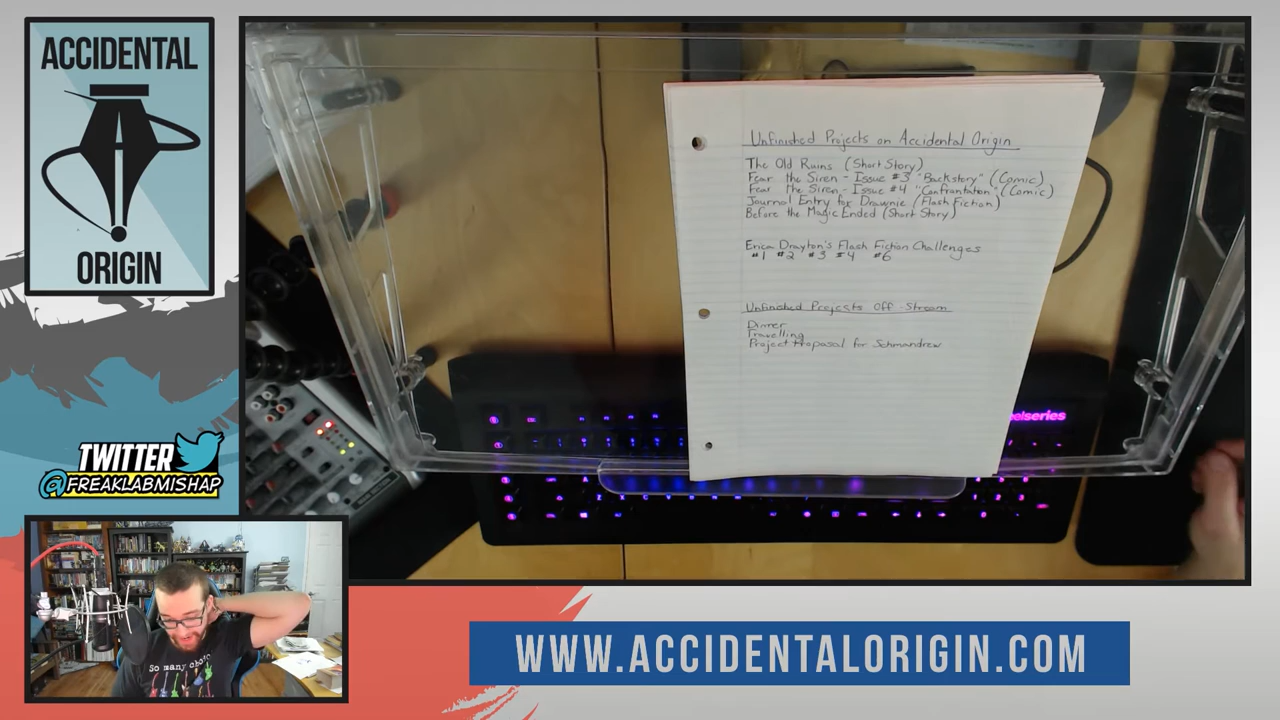 ACCIDENTAL
ORIGIN
Unfinished Projects on Accidental Origin
The Old Ruins (Short Story)
Fear the Siren - Issue #3 "Backstory" (Comic)
Fear the Siren - Issue #4 "Confrontation" (Comic)
Journal Entry for Drawnie (Flash Fiction)
Before the Magic Ended (Short Story)
Erica Drayton's Flash Fiction Challenges
#1 #2 #3 #4 #6
Unfinished Projects Off-Stream
Dinner
Travelling
Project Proposal for Schmandrew
elseries
TWITTER
@FREAKLABMISHAP
So many
WWW.ACCIDENTALORIGIN.COM